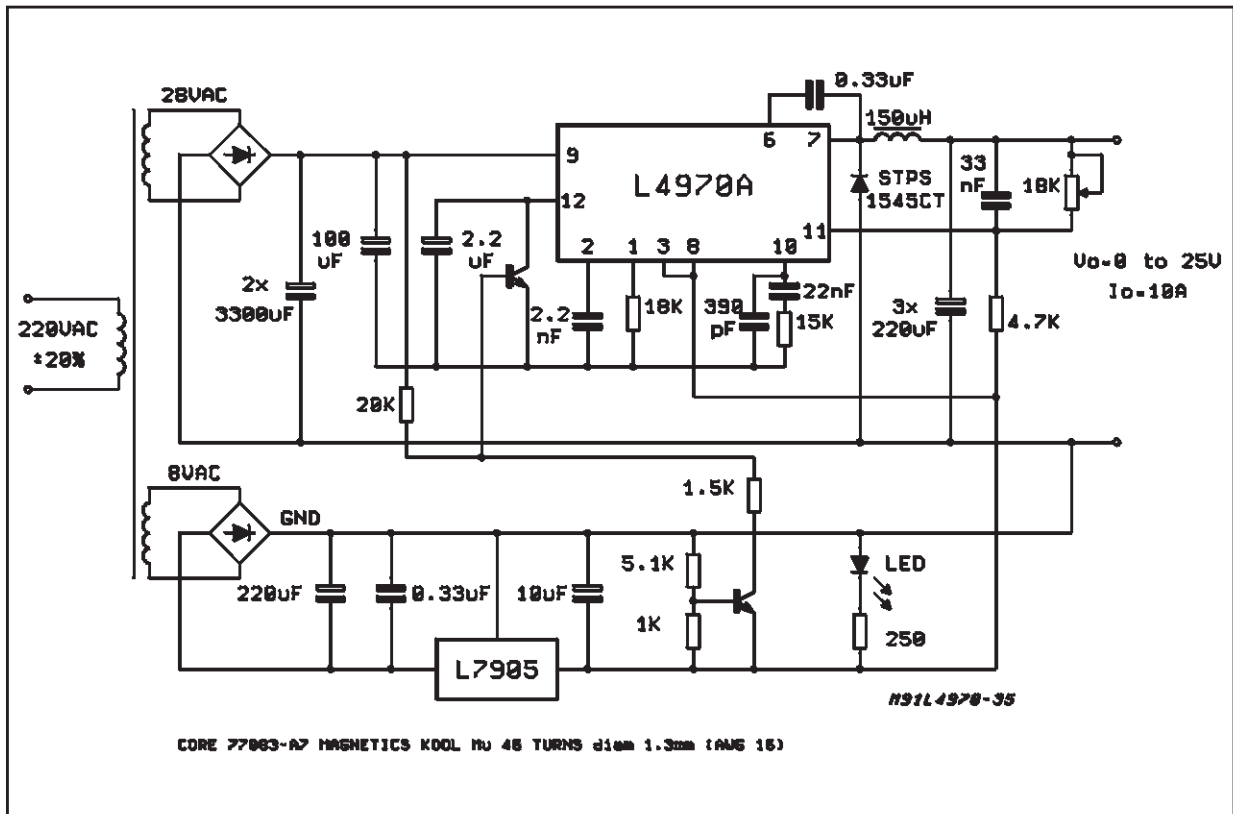 28VAC
0.33uF
150uH
6
7
9
L4970A
12
11
2
1
3
8
10
STPS
1545CT
33
nF
18K
Vo=0 to 25V
Io=10A
100
uF
2.2
uF
2x
3300uF
2.2
nF
18K
390
pF
22nF
15K
3x
220uF
4.7K
220VAC
±20%
20K
8VAC
GND
1.5K
220uF
0.33uF
10uF
5.1K
1K
LED
250
L7905
M91L4970-35
CORE 77083-A7 MAGNETICS KOOL Mu 46 TURNS diam 1.3mm (AWG 16)